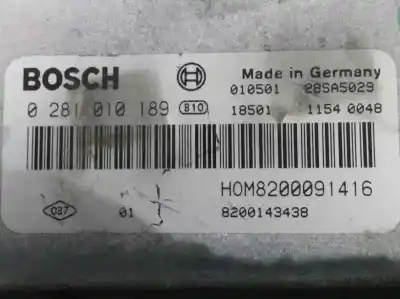 BOSCH Made in Germany
010501 28SA5029
0 281 010 189 810 18501 1154 0048
HOM8200091416
037 01 8200143438